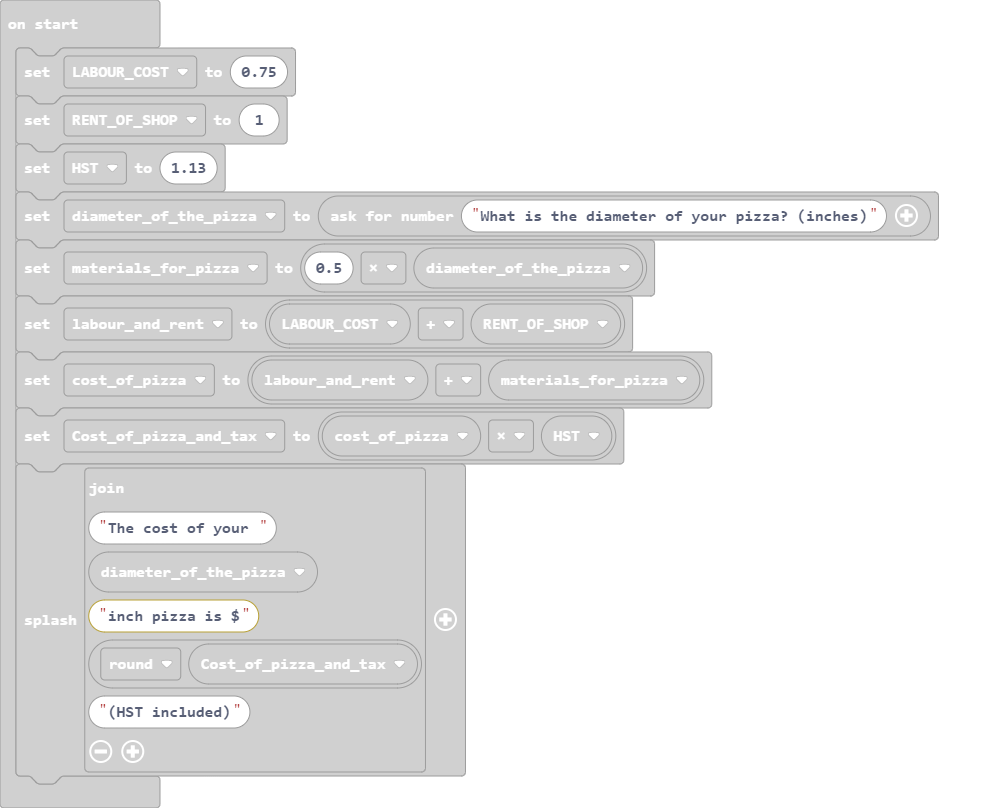 on start
set LABOUR_COST to 0.75
set RENT_OF_SHOP to 1
set HST to 1.13
set diameter_of_the_pizza to ask for number "What is the diameter of your pizza? (inches)"
set materials_for_pizza to 0.5 × diameter_of_the_pizza
set labour_and_rent to LABOUR_COST + RENT_OF_SHOP
set cost_of_pizza to labour_and_rent + materials_for_pizza
set Cost_of_pizza_and_tax to cost_of_pizza × HST
join
"The cost of your "
diameter_of_the_pizza
splash "inch pizza is $"
round Cost_of_pizza_and_tax
"(HST included)"